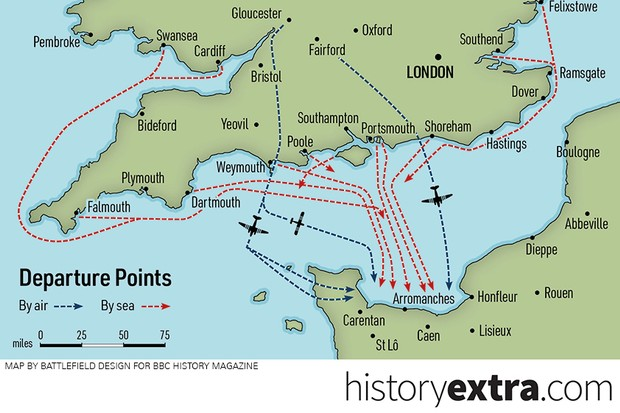 Gloucester
Felixstowe
Oxford
Pembroke
Swansea
Southend
Fairford
Cardiff
LONDON
Ramsgate
Bristol
Dover
Southampton
Bideford
Yeovil
Portsmouth
Shoreham
Poole
Hastings
Boulogne
Weymouth
Plymouth
Falmouth
Dartmouth
Abbeville
Dieppe
Departure Points
By air
By sea
Arromanches
Honfleur
Rouen
Carentan
Caen
Lisieux
St Lô
miles 0 25 50 75
MAP BY BATTLEFIELD DESIGN FOR BBC HISTORY MAGAZINE
historyextra.com